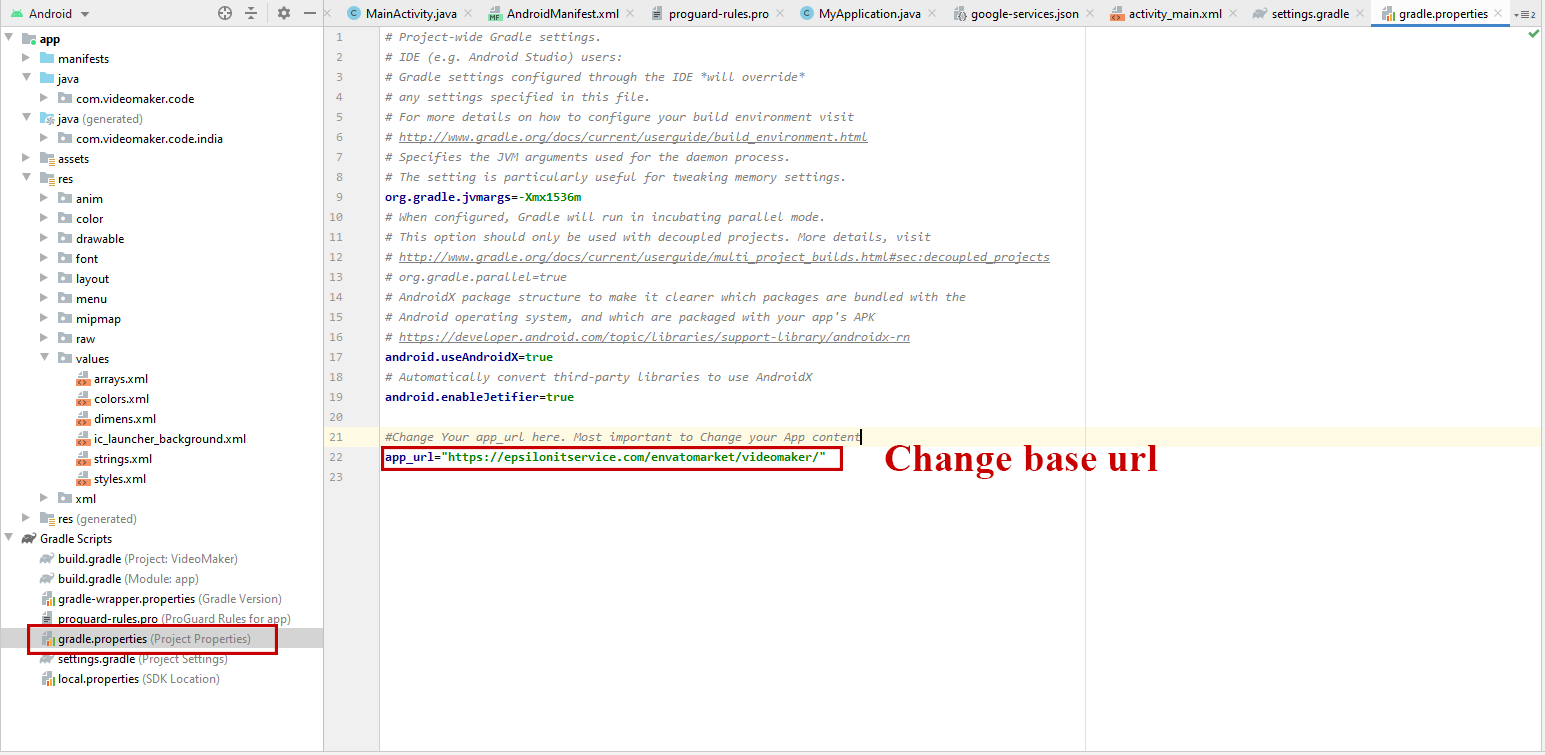 Android
MainActivity.java
AndroidManifest.xml
proguard-rules.pro
MyApplication.java
google-services.json
activity_main.xml
settings.gradle
gradle.properties
2
app
manifests
java
com.videomaker.code
java (generated)
com.videomaker.code.india
assets
res
anim
color
drawable
font
layout
menu
mipmap
raw
values
arrays.xml
colors.xml
dimens.xml
ic_launcher_background.xml
strings.xml
styles.xml
xml
res (generated)
Gradle Scripts
build.gradle (Project: VideoMaker)
build.gradle (Module: app)
gradle-wrapper.properties (Gradle Version)
proguard-rules.pro (ProGuard Rules for app)
gradle.properties (Project Properties)
settings.gradle (Project Settings)
local.properties (SDK Location)
1 # Project-wide Gradle settings.
2 # IDE (e.g. Android Studio) users:
3 # Gradle settings configured through the IDE *will override*
4 # any settings specified in this file.
5 # For more details on how to configure your build environment visit
6 # http://www.gradle.org/docs/current/userguide/build_environment.html
7 # Specifies the JVM arguments used for the daemon process.
8 # The setting is particularly useful for tweaking memory settings.
9 org.gradle.jvmargs=-Xmx1536m
10 # When configured, Gradle will run in incubating parallel mode.
11 # This option should only be used with decoupled projects. More details, visit
12 # http://www.gradle.org/docs/current/userguide/multi_project_builds.html#sec:decoupled_projects
13 # org.gradle.parallel=true
14 # AndroidX package structure to make it clearer which packages are bundled with the
15 # Android operating system, and which are packaged with your app's APK
16 # https://developer.android.com/topic/libraries/support-library/androidx-rn
17 android.useAndroidX=true
18 # Automatically convert third-party libraries to use AndroidX
19 android.enableJetifier=true
20
21 #Change Your app_url here. Most important to Change your App content
22 app_url="https://epsilonitservice.com/envatomarket/videomaker/"
23
Change base url